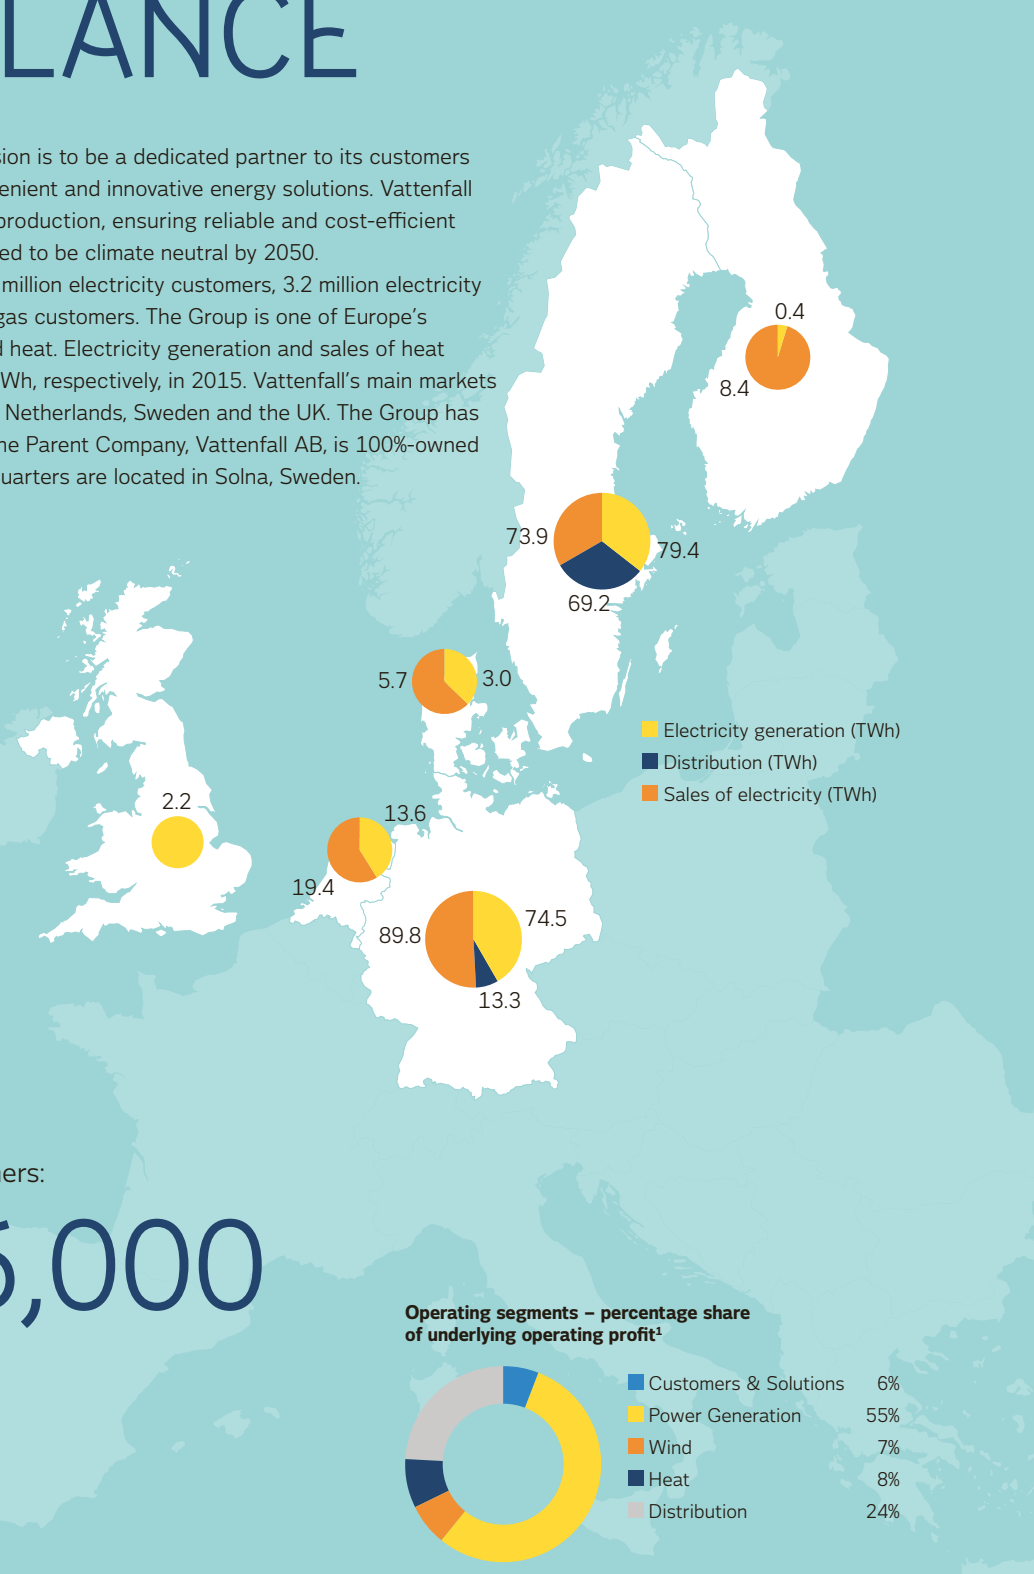 LANCE
sion is to be a dedicated partner to its customers
enient and innovative energy solutions. Vattenfall
production, ensuring reliable and cost-efficient
ed to be climate neutral by 2050.
million electricity customers, 3.2 million electricity
gas customers. The Group is one of Europe's
d heat. Electricity generation and sales of heat
Wh, respectively, in 2015. Vattenfall's main markets
Netherlands, Sweden and the UK. The Group has
he Parent Company, Vattenfall AB, is 100%-owned
uarters are located in Solna, Sweden.
0.4
8.4
73.9
79.4
69.2
5.7
3.0
Electricity generation (TWh)
Distribution (TWh)
Sales of electricity (TWh)
2.2
13.6
19.4
89.8
74.5
13.3
ers:
5,000
Operating segments – percentage share
of underlying operating profit¹
Customers & Solutions 6%
Power Generation 55%
Wind 7%
Heat 8%
Distribution 24%